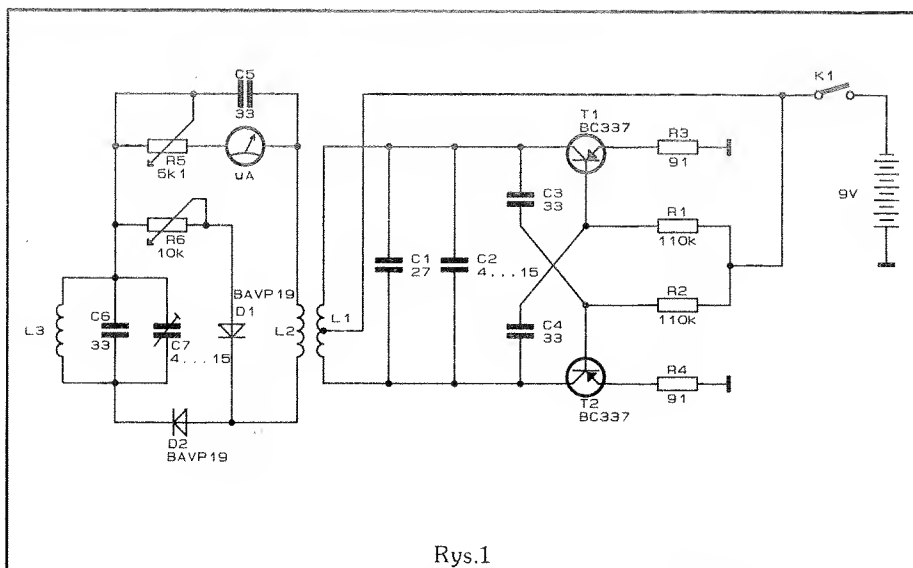 C5
33
R5
5k1
uA
R6
10k
L3
C6
33
C7
4...15
BAVP19
D1
D2
BAVP19
L2
L1
C1
27
C2
4...15
C3
33
C4
33
T1
BC337
R3
91
R1
110k
R2
110k
T2
BC337
R4
91
K1
9V
Rys.1